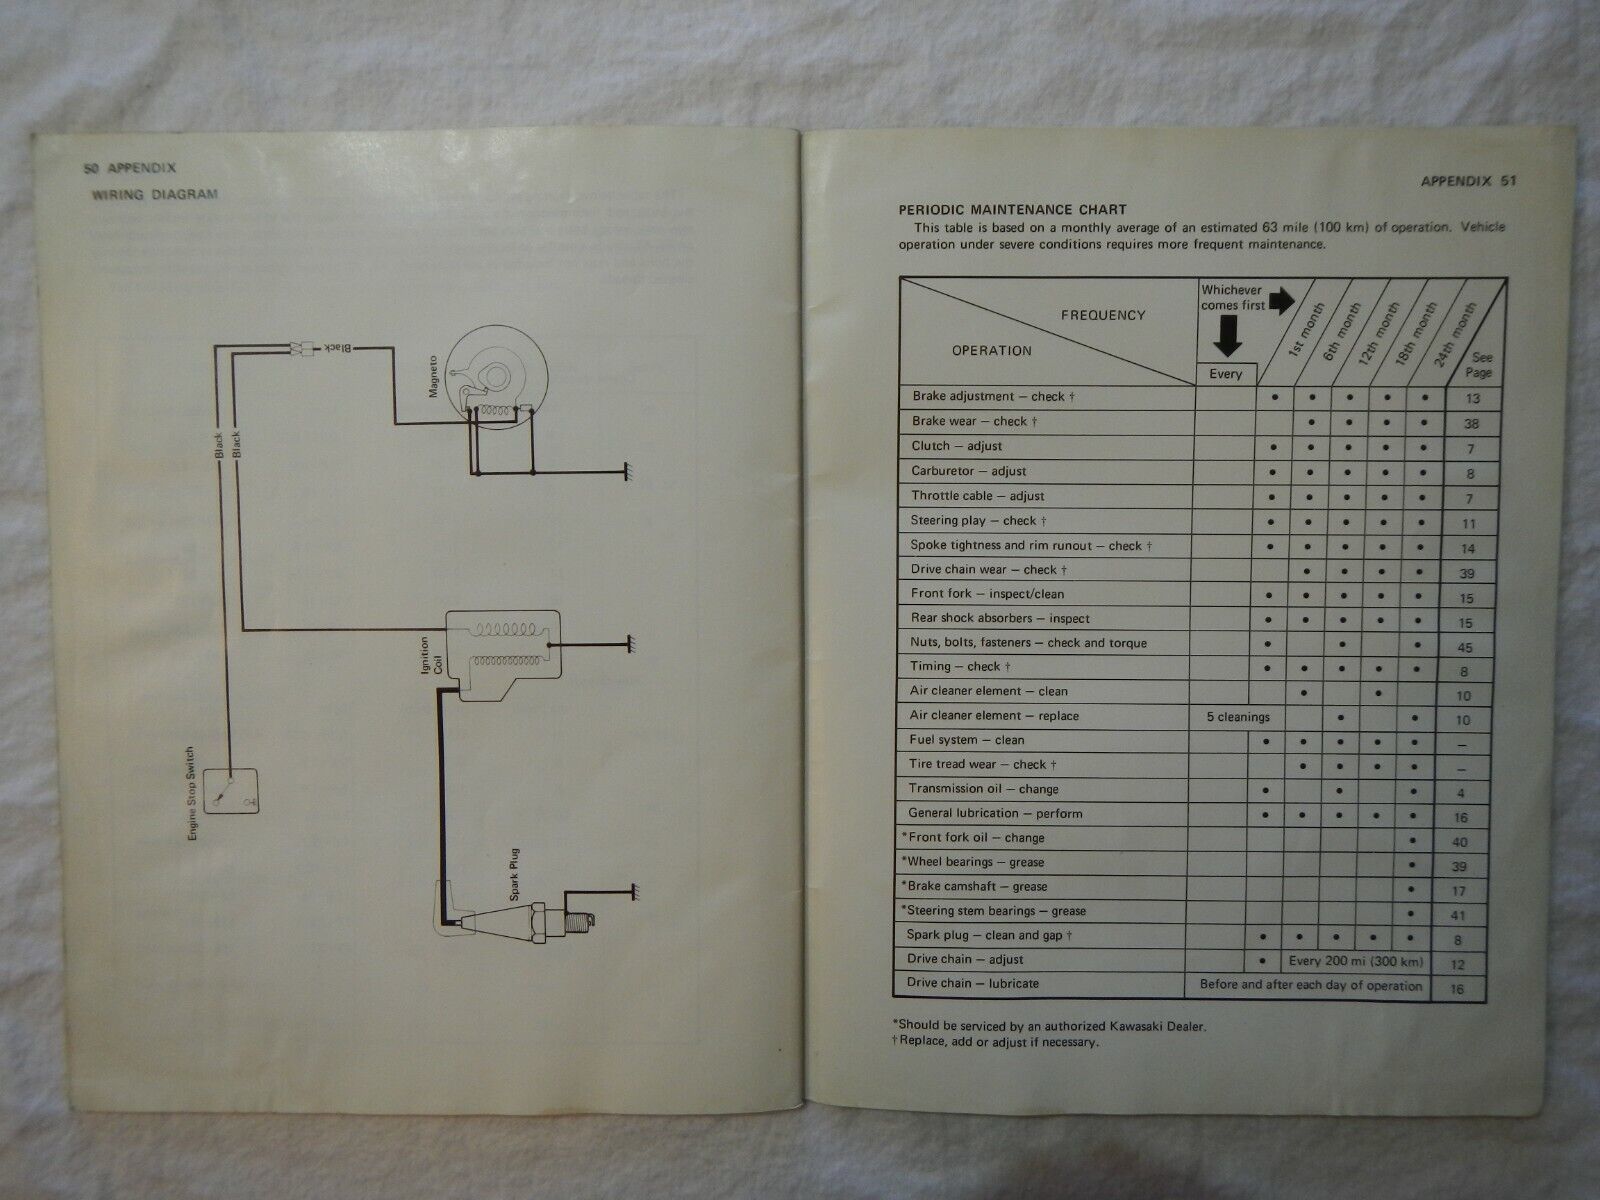 50 APPENDIX
WIRING DIAGRAM
Black
Black
Black
Magneto
Ignition
Coil
Engine Stop Switch
Spark Plug
APPENDIX 51
PERIODIC MAINTENANCE CHART
This table is based on a monthly average of an estimated 63 mile (100 km) of operation. Vehicle
operation under severe conditions requires more frequent maintenance.
FREQUENCY
OPERATION
Whichever
comes first
Every
1st month
6th month
12th month
18th month
24th month
See
Page
Brake adjustment – check † • • • • • 13
Brake wear – check † • • • • 38
Clutch – adjust • • • • • 7
Carburetor – adjust • • • • • 8
Throttle cable – adjust • • • • • 7
Steering play – check † • • • • • 11
Spoke tightness and rim runout – check † • • • • • 14
Drive chain wear – check † • • • • 39
Front fork – inspect/clean • • • • • 15
Rear shock absorbers – inspect • • • • • 15
Nuts, bolts, fasteners – check and torque • • • 45
Timing – check † • • • • • 8
Air cleaner element – clean • • 10
Air cleaner element – replace 5 cleanings • • 10
Fuel system – clean • • • • • –
Tire tread wear – check † • • • • –
Transmission oil – change • • • 4
General lubrication – perform • • • • • 16
*Front fork oil – change • 40
*Wheel bearings – grease • 39
*Brake camshaft – grease • 17
*Steering stem bearings – grease • 41
Spark plug – clean and gap † • • • • • 8
Drive chain – adjust • Every 200 mi (300 km) 12
Drive chain – lubricate Before and after each day of operation 16
*Should be serviced by an authorized Kawasaki Dealer.
†Replace, add or adjust if necessary.